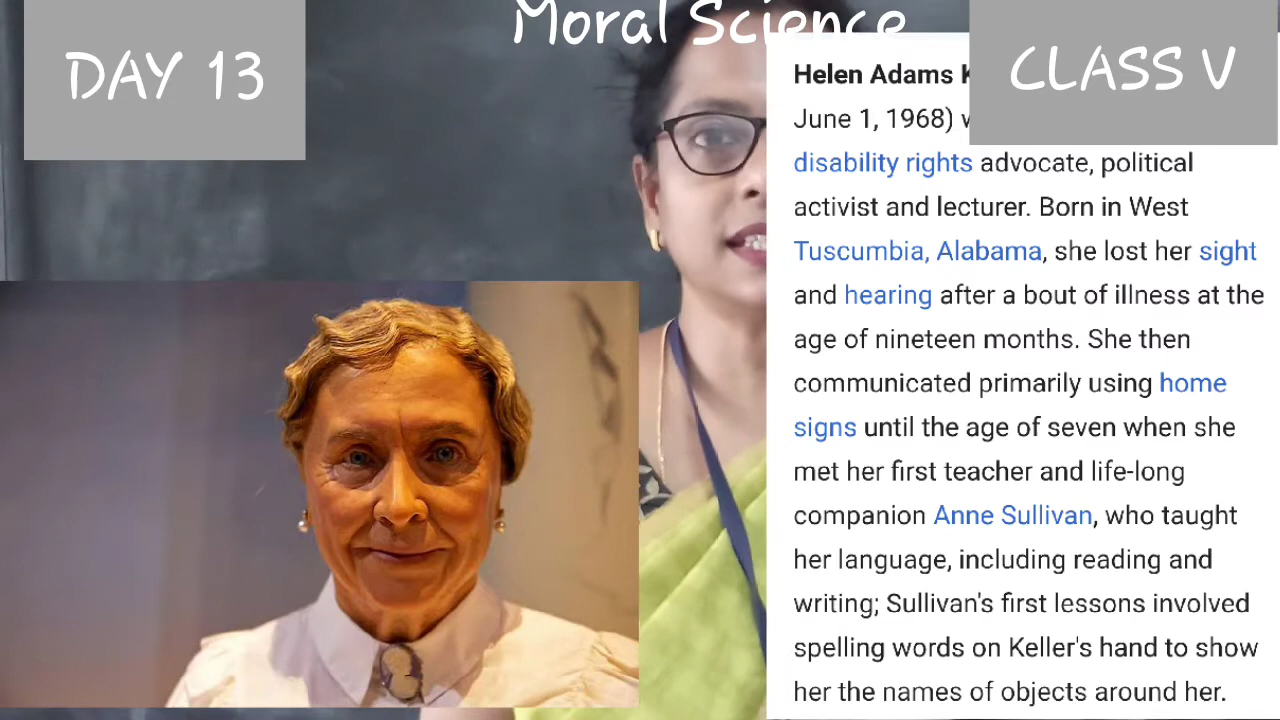 Moral Science
DAY 13
CLASS V
Helen Adams
June 1, 1968)
disability rights advocate, political
activist and lecturer. Born in West
Tuscumbia, Alabama, she lost her sight
and hearing after a bout of illness at the
age of nineteen months. She then
communicated primarily using home
signs until the age of seven when she
met her first teacher and life-long
companion Anne Sullivan, who taught
her language, including reading and
writing; Sullivan's first lessons involved
spelling words on Keller's hand to show
her the names of objects around her.